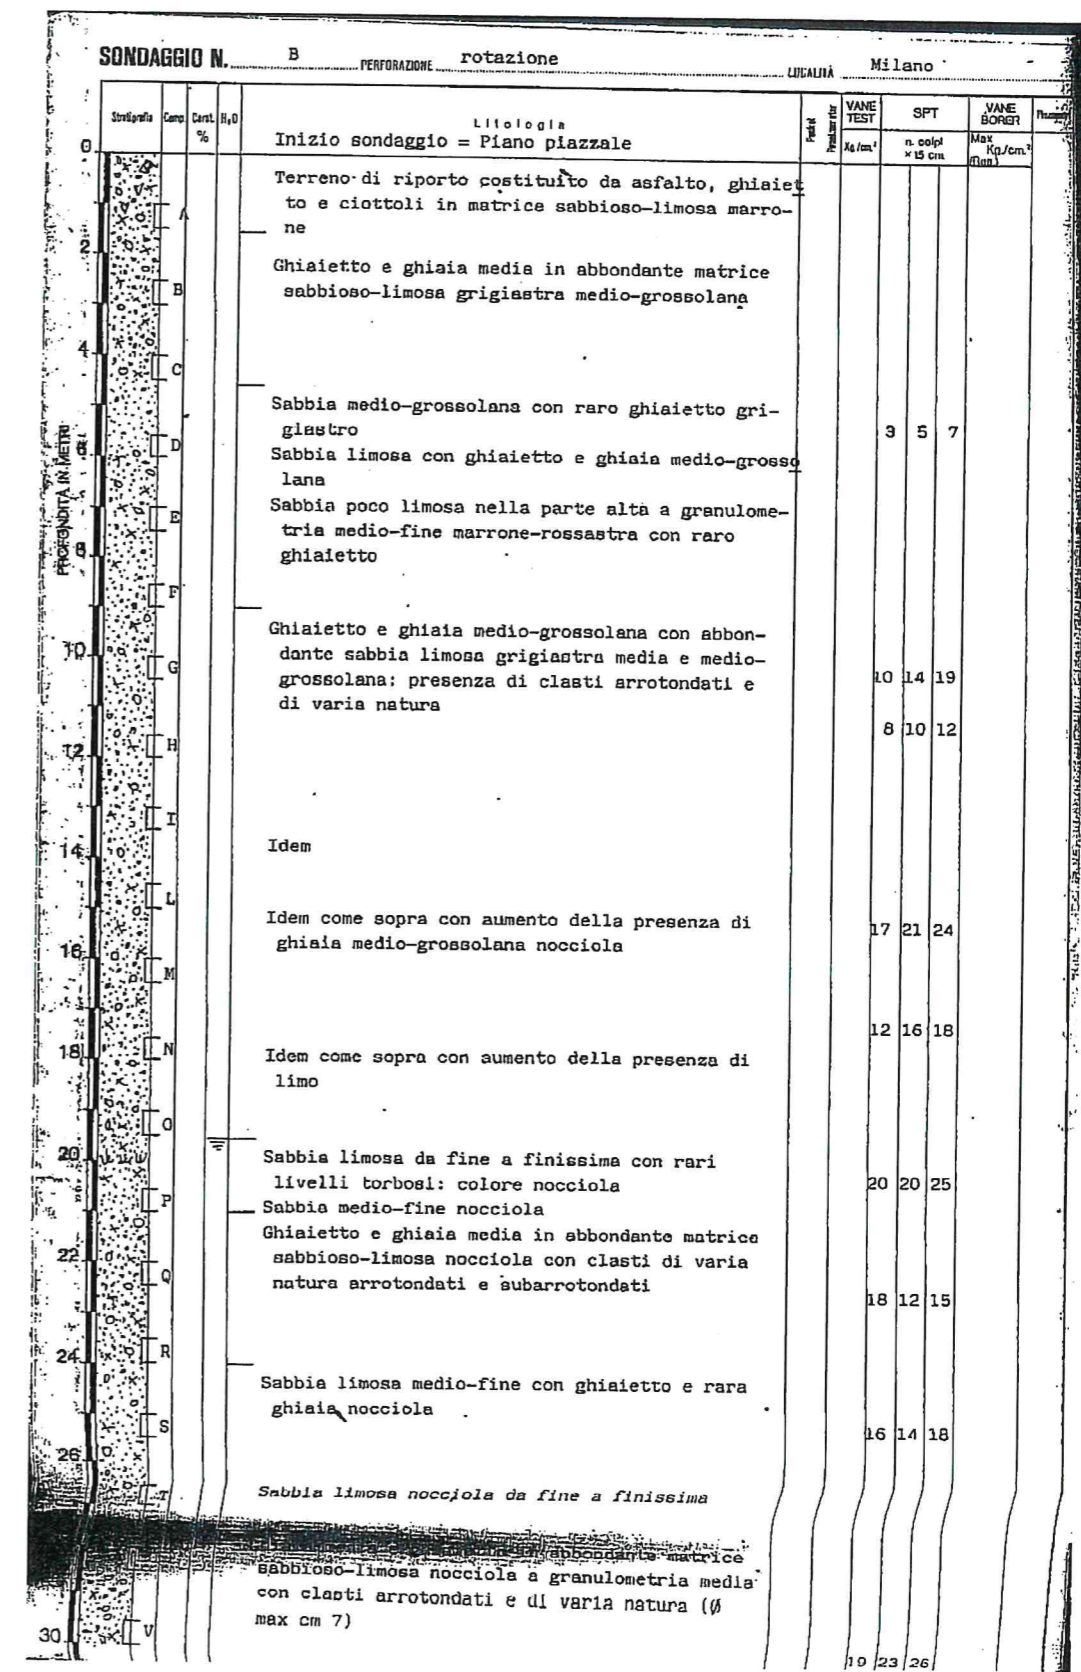 SONDAGGIO N. B PERFORAZIONE rotazione LOCALITÀ Milano
Stratigrafia Camp. Carat. % H₂O Litologia Pocket VANE TEST SPT VANE BORER
Inizio sondaggio = Piano piazzale Kg/cm.² n. colpi × 15 cm Max Kg/cm.²
0
Terreno di riporto costituito da asfalto, ghiaiet
to e ciottoli in matrice sabbioso-limosa marro-
A
ne
2
Ghiaietto e ghiaia media in abbondante matrice
sabbioso-limosa grigiastra medio-grossolana
B
4
C
Sabbia medio-grossolana con raro ghiaietto gri-
giastro
3 5 7
D
6
Sabbia limosa con ghiaietto e ghiaia medio-grosso
lana
PROFONDITÀ IN METRI
Sabbia poco limosa nella parte alta a granulome-
E
tria medio-fine marrone-rossastra con raro
ghiaietto
8
F
Ghiaietto e ghiaia medio-grossolana con abbon-
10
dante sabbia limosa grigiastra media e medio-
G
grossolana: presenza di clasti arrotondati e
10 14 19
di varia natura
8 10 12
H
12
I
14
Idem
L
Idem come sopra con aumento della presenza di
17 21 24
ghiaia medio-grossolana nocciola
16
M
12 16 18
18
N
Idem come sopra con aumento della presenza di
limo
O
20
Sabbia limosa da fine a finissima con rari
livelli torbosi: colore nocciola
20 20 25
P
Sabbia medio-fine nocciola
Ghiaietto e ghiaia media in abbondante matrice
22
sabbioso-limosa nocciola con clasti di varia
Q
natura arrotondati e subarrotondati
18 12 15
R
24
Sabbia limosa medio-fine con ghiaietto e rara
ghiaia nocciola
S
16 14 18
26
T
Sabbia limosa nocciola da fine a finissima
abbondante matrice
sabbioso-limosa nocciola a granulometria media
con clasti arrotondati e di varia natura (Ø
max cm 7)
V
30
19 23 26